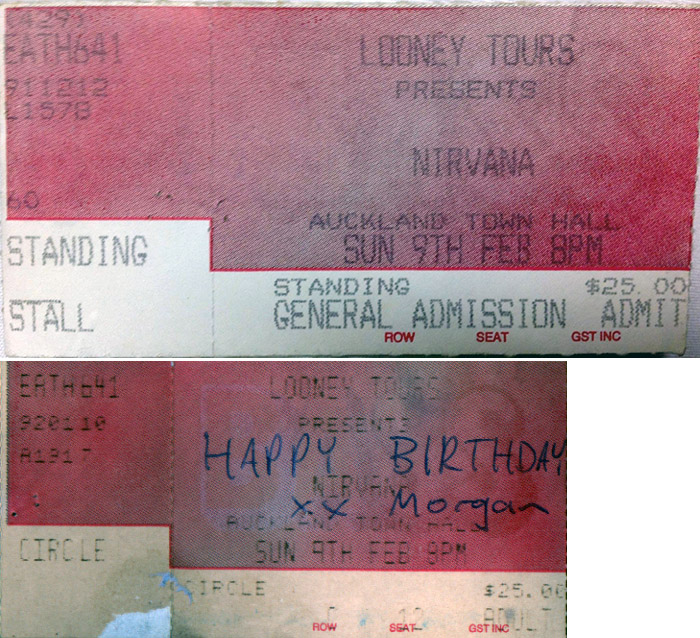 EATH641
911212
L1578
60
STANDING
STALL
LOONEY TOURS
PRESENTS
NIRVANA
AUCKLAND TOWN HALL
SUN 9TH FEB 8PM
STANDING $25.00
GENERAL ADMISSION ADMIT
ROW SEAT GST INC
EATH641
920110
A1917
CIRCLE
LOONEY TOURS
PRESENTS
HAPPY BIRTHDAY
NIRVANA
xx Morgan
AUCKLAND TOWN HALL
SUN 9TH FEB 8PM
CIRCLE $25.00
C 12 ADULT
ROW SEAT GST INC